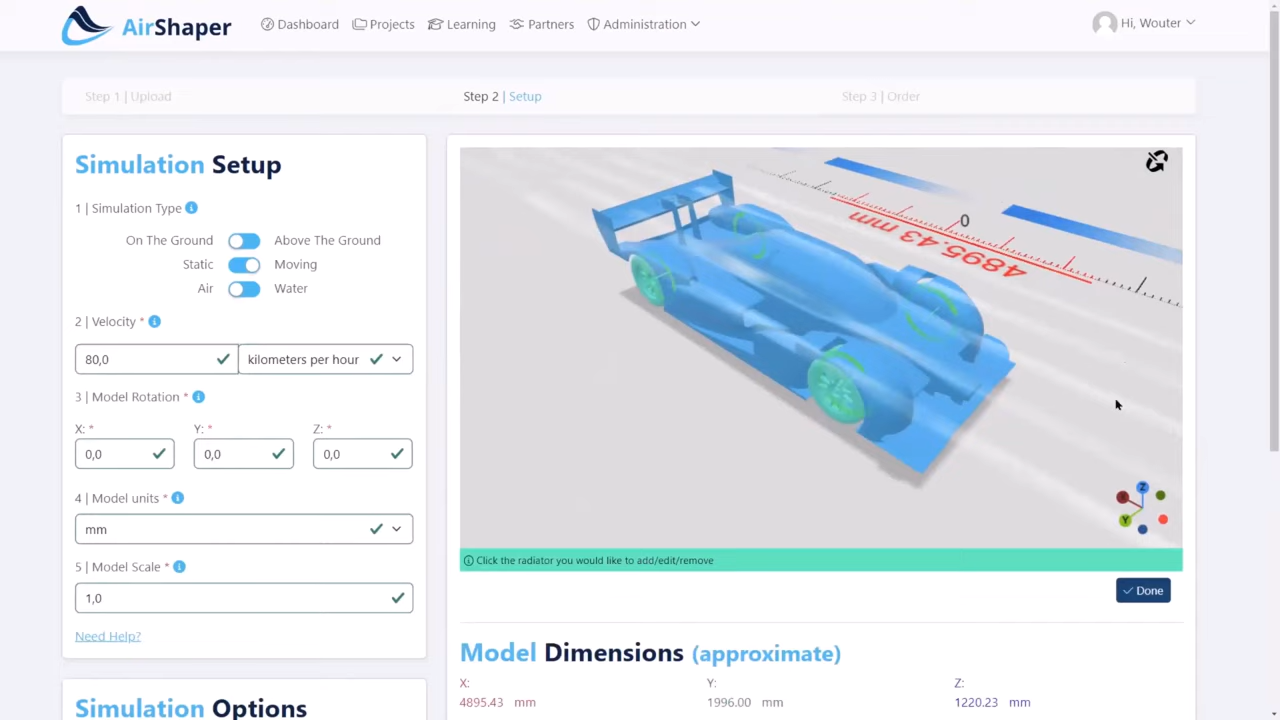 AirShaper
Dashboard
Projects
Learning
Partners
Administration
Hi, Wouter
Step 1 | Upload
Step 2 | Setup
Step 3 | Order
Simulation Setup
1 | Simulation Type
On The Ground
Above The Ground
Static
Moving
Air
Water
2 | Velocity *
80,0
kilometers per hour
3 | Model Rotation *
X: *
Y: *
Z: *
0,0
0,0
0,0
4 | Model units *
mm
5 | Model Scale *
1,0
Need Help?
Simulation Options
0
4895.43 mm
X
Y
Z
Click the radiator you would like to add/edit/remove
Done
Model Dimensions (approximate)
X:
Y:
Z:
4895.43 mm
1996.00 mm
1220.23 mm